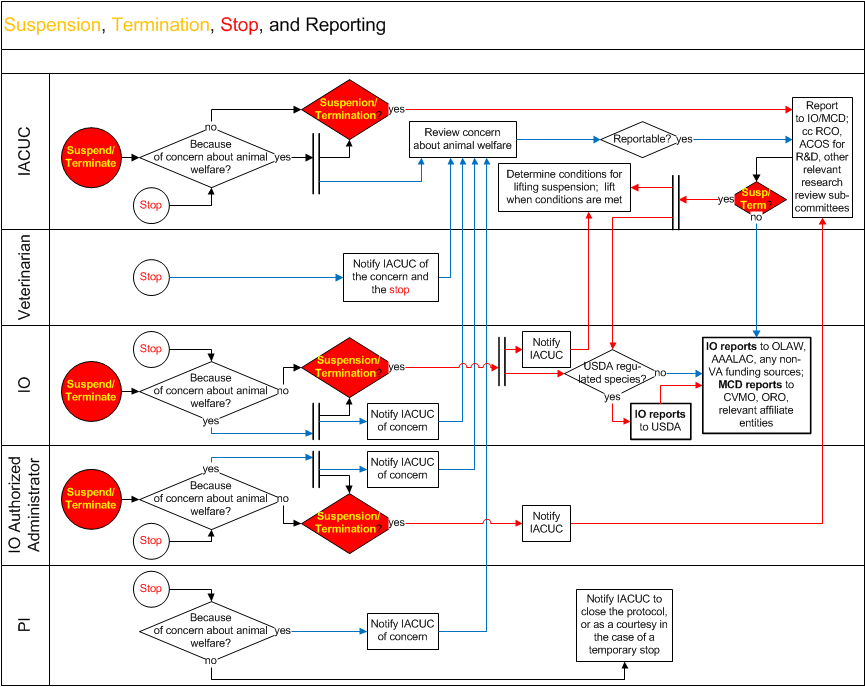 Suspension, Termination, Stop, and Reporting
IACUC
Suspend/
Terminate
Stop
Because
of concern about animal
welfare?
no
yes
Suspenion/
Termination?
yes
Review concern
about animal welfare
Reportable?
yes
Report
to IO/MCD;
cc RCO,
ACOS for
R&D, other
relevant
research
review sub-
committees
Determine conditions for
lifting suspension; lift
when conditions are met
yes
Susp/
Term?
no
Veterinarian
Stop
Notify IACUC of
the concern and
the stop
IO
Stop
Suspend/
Terminate
Because
of concern about animal
welfare?
no
yes
Suspension/
Termination?
yes
Notify IACUC
of concern
Notify
IACUC
USDA regu-
lated species?
no
yes
IO reports
to USDA
IO reports to OLAW,
AAALAC, any non-
VA funding sources;
MCD reports to
CVMO, ORO,
relevant affiliate
entities
IO Authorized
Administrator
Suspend/
Terminate
Stop
yes
Because
of concern about animal
welfare?
no
Notify IACUC
of concern
Suspension/
Termination?
yes
Notify
IACUC
PI
Stop
Because
of concern about animal
welfare?
yes
no
Notify IACUC
of concern
Notify IACUC to
close the protocol,
or as a courtesy in
the case of a
temporary stop